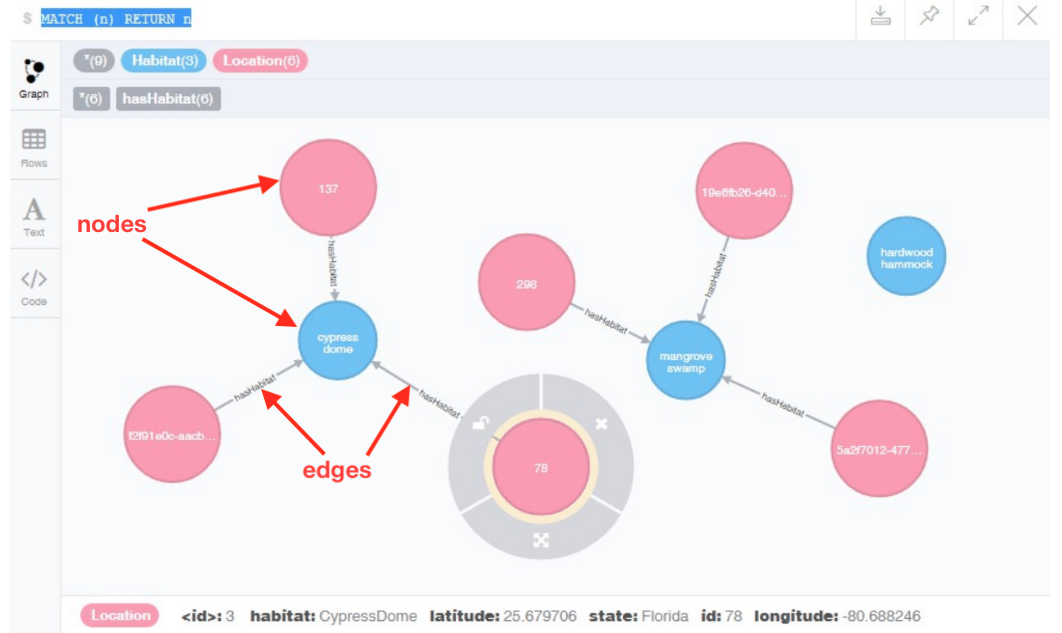 $ MATCH (n) RETURN n
Graph
Rows
Text
Code
*(9) Habitat(3) Location(6)
*(6) hasHabitat(6)
nodes
137
hasHabitat
cypress
dome
f2f91e0c-aacb...
hasHabitat
hasHabitat
edges
78
298
hasHabitat
19e6fb26-d40...
hasHabitat
mangrove
swamp
hasHabitat
5a2f7012-477...
hardwood
hammock
Location <id>: 3 habitat: CypressDome latitude: 25.679706 state: Florida id: 78 longitude: -80.688246